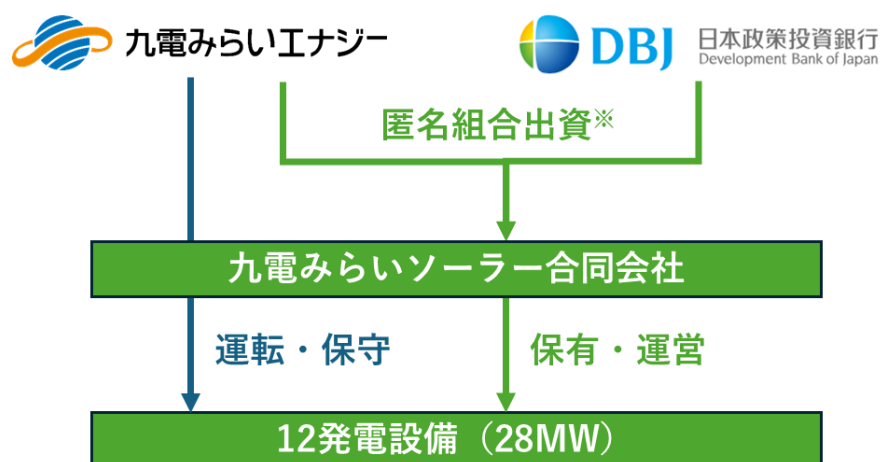 九電みらいエナジー
DBJ 日本政策投資銀行
Development Bank of Japan
匿名組合出資※
九電みらいソーラー合同会社
運転・保守
保有・運営
12発電設備（28MW）